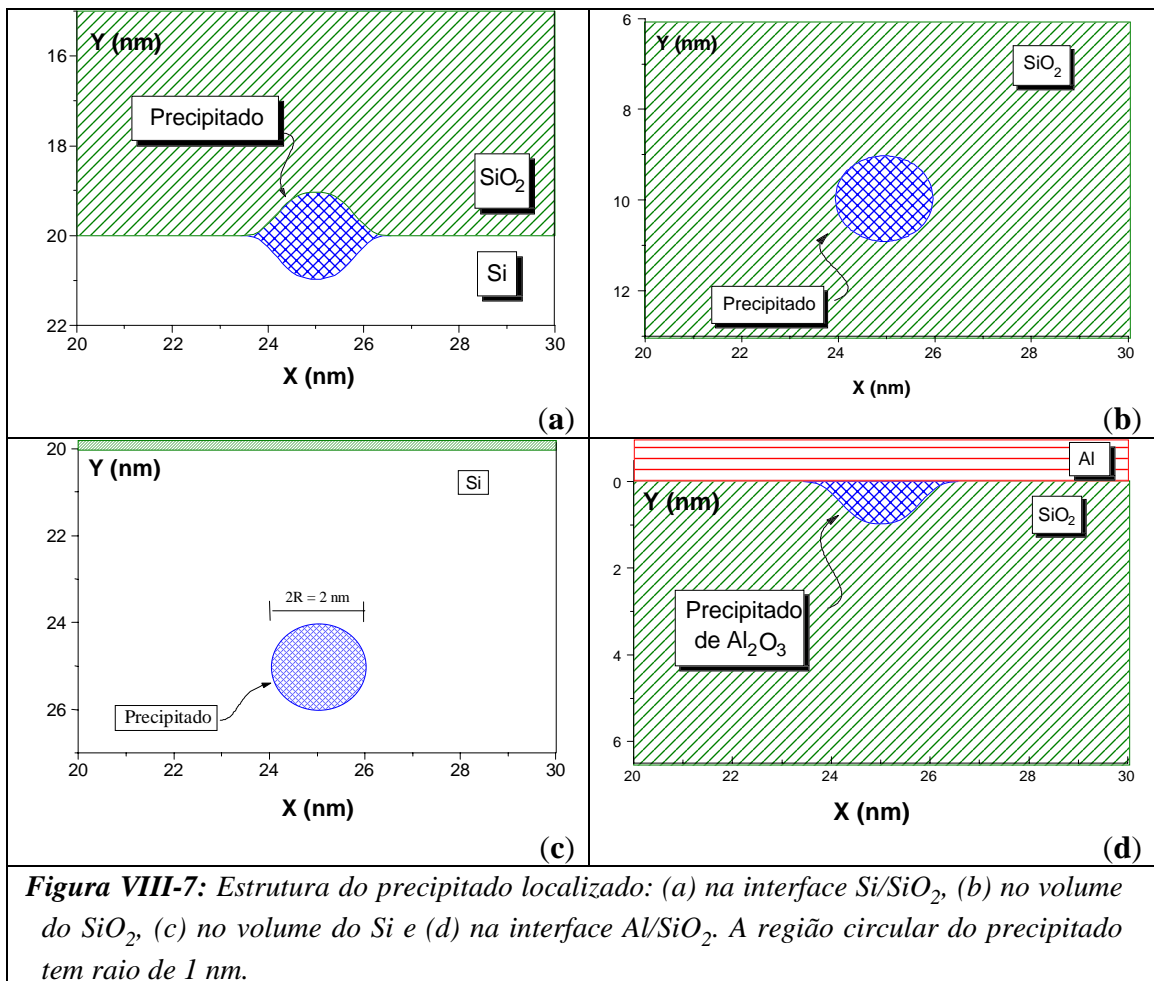 Y (nm)
16
18
20
22
Precipitado
SiO2
Si
20 22 24 26 28 30
X (nm)
(a)
Y (nm)
6
8
10
12
SiO2
Precipitado
20 22 24 26 28 30
X (nm)
(b)
20
22
24
26
Y (nm)
Si
2R = 2 nm
Precipitado
20 22 24 26 28 30
X (nm)
(c)
Al
0
2
4
6
Y (nm)
SiO2
Precipitado
de Al2O3
20 22 24 26 28 30
X (nm)
(d)
Figura VIII-7: Estrutura do precipitado localizado: (a) na interface Si/SiO2, (b) no volume
do SiO2, (c) no volume do Si e (d) na interface Al/SiO2. A região circular do precipitado
tem raio de 1 nm.